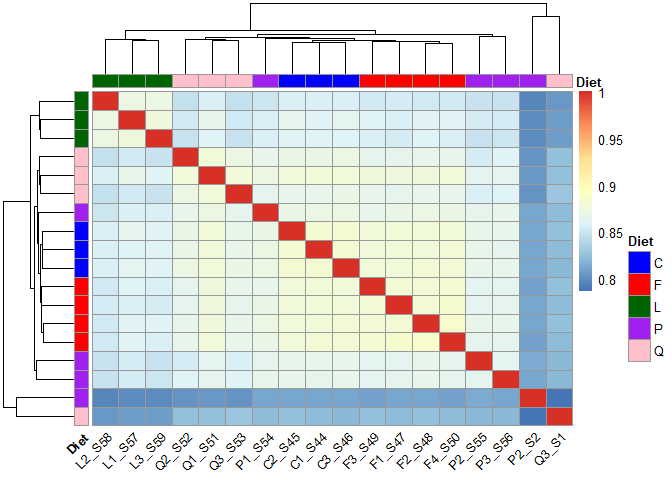 Diet
1
0.95
0.9
0.85
0.8
Diet
C
F
L
P
Q
Diet
L2_S58
L1_S57
L3_S59
Q2_S52
Q1_S51
Q3_S53
P1_S54
C2_S45
C1_S44
C3_S46
F3_S49
F1_S47
F2_S48
F4_S50
P2_S55
P3_S56
P2_S2
Q3_S1